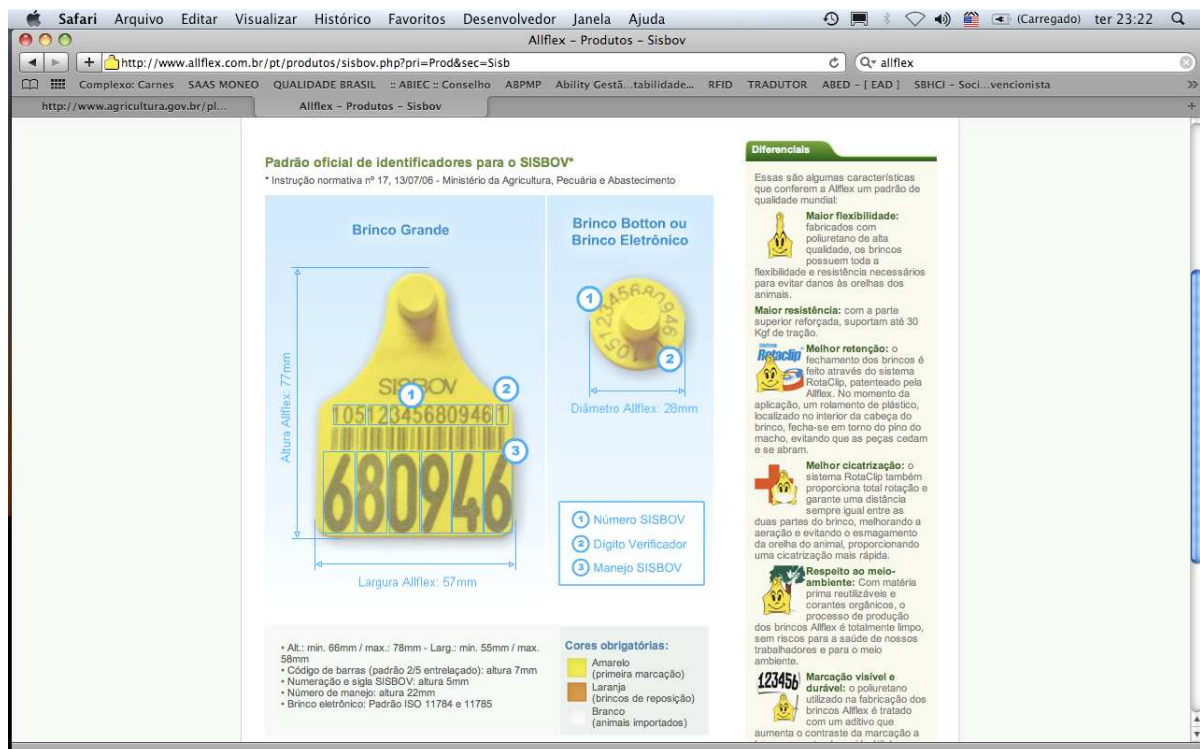 Safari Arquivo Editar Visualizar Histórico Favoritos Desenvolvedor Janela Ajuda (Carregado) ter 23:22
Allflex – Produtos – Sisbov
http://www.allflex.com.br/pt/produtos/sisbov.php?pri=Prod&sec=Sisb allflex
Complexo: Carnes SAAS MONEO QUALIDADE BRASIL :: ABIEC :: Conselho ABPMP Ability Gestã...tabilidade... RFID TRADUTOR ABED – [ EAD ] SBHCI – Soci...vencionista
http://www.agricultura.gov.br/pl... Allflex – Produtos – Sisbov
Padrão oficial de identificadores para o SISBOV*
* Instrução normativa nº 17, 13/07/06 - Ministério da Agricultura, Pecuária e Abastecimento
Brinco Grande
Altura Allflex: 77mm
SISBOV
1
2
10512345680946 1
3
680946
Largura Allflex: 57mm
Brinco Botton ou
Brinco Eletrônico
1
2
Diâmetro Allflex: 28mm
1 Número SISBOV
2 Dígito Verificador
3 Manejo SISBOV
• Alt.: min. 66mm / max.: 78mm - Larg.: min. 55mm / max.
58mm
• Código de barras (padrão 2/5 entrelaçado): altura 7mm
• Numeração e sigla SISBOV: altura 5mm
• Número de manejo: altura 22mm
• Brinco eletrônico: Padrão ISO 11784 e 11785
Cores obrigatórias:
Amarelo
(primeira marcação)
Laranja
(brincos de reposição)
Branco
(animais importados)
Diferenciais
Essas são algumas características
que conferem a Allflex um padrão de
qualidade mundial:
Maior flexibilidade:
fabricados com
poliuretano de alta
qualidade, os brincos
possuem toda a
flexibilidade e resistência necessários
para evitar danos às orelhas dos
animais.
Maior resistência: com a parte
superior reforçada, suportam até 30
Kgf de tração.
Rotaclip
Melhor retenção: o
fechamento dos brincos é
feito através do sistema
RotaClip, patenteado pela
Allflex. No momento da
aplicação, um rolamento de plástico,
localizado no interior da cabeça do
brinco, fecha-se em torno do pino do
macho, evitando que as peças cedam
e se abram.
Melhor cicatrização: o
sistema RotaClip também
proporciona total rotação e
garante uma distância
sempre igual entre as
duas partes do brinco, melhorando a
aeração e evitando o esmagamento
da orelha do animal, proporcionando
uma cicatrização mais rápida.
Respeito ao meio-
ambiente: Com matéria
prima reutilizáveis e
corantes orgânicos, o
processo de produção
dos brincos Allflex é totalmente limpo,
sem riscos para a saúde de nossos
trabalhadores e para o meio
ambiente.
123456
Marcação visível e
durável: o poliuretano
utilizado na fabricação dos
brincos Allflex é tratado
com um aditivo que
aumenta o contraste da marcação a